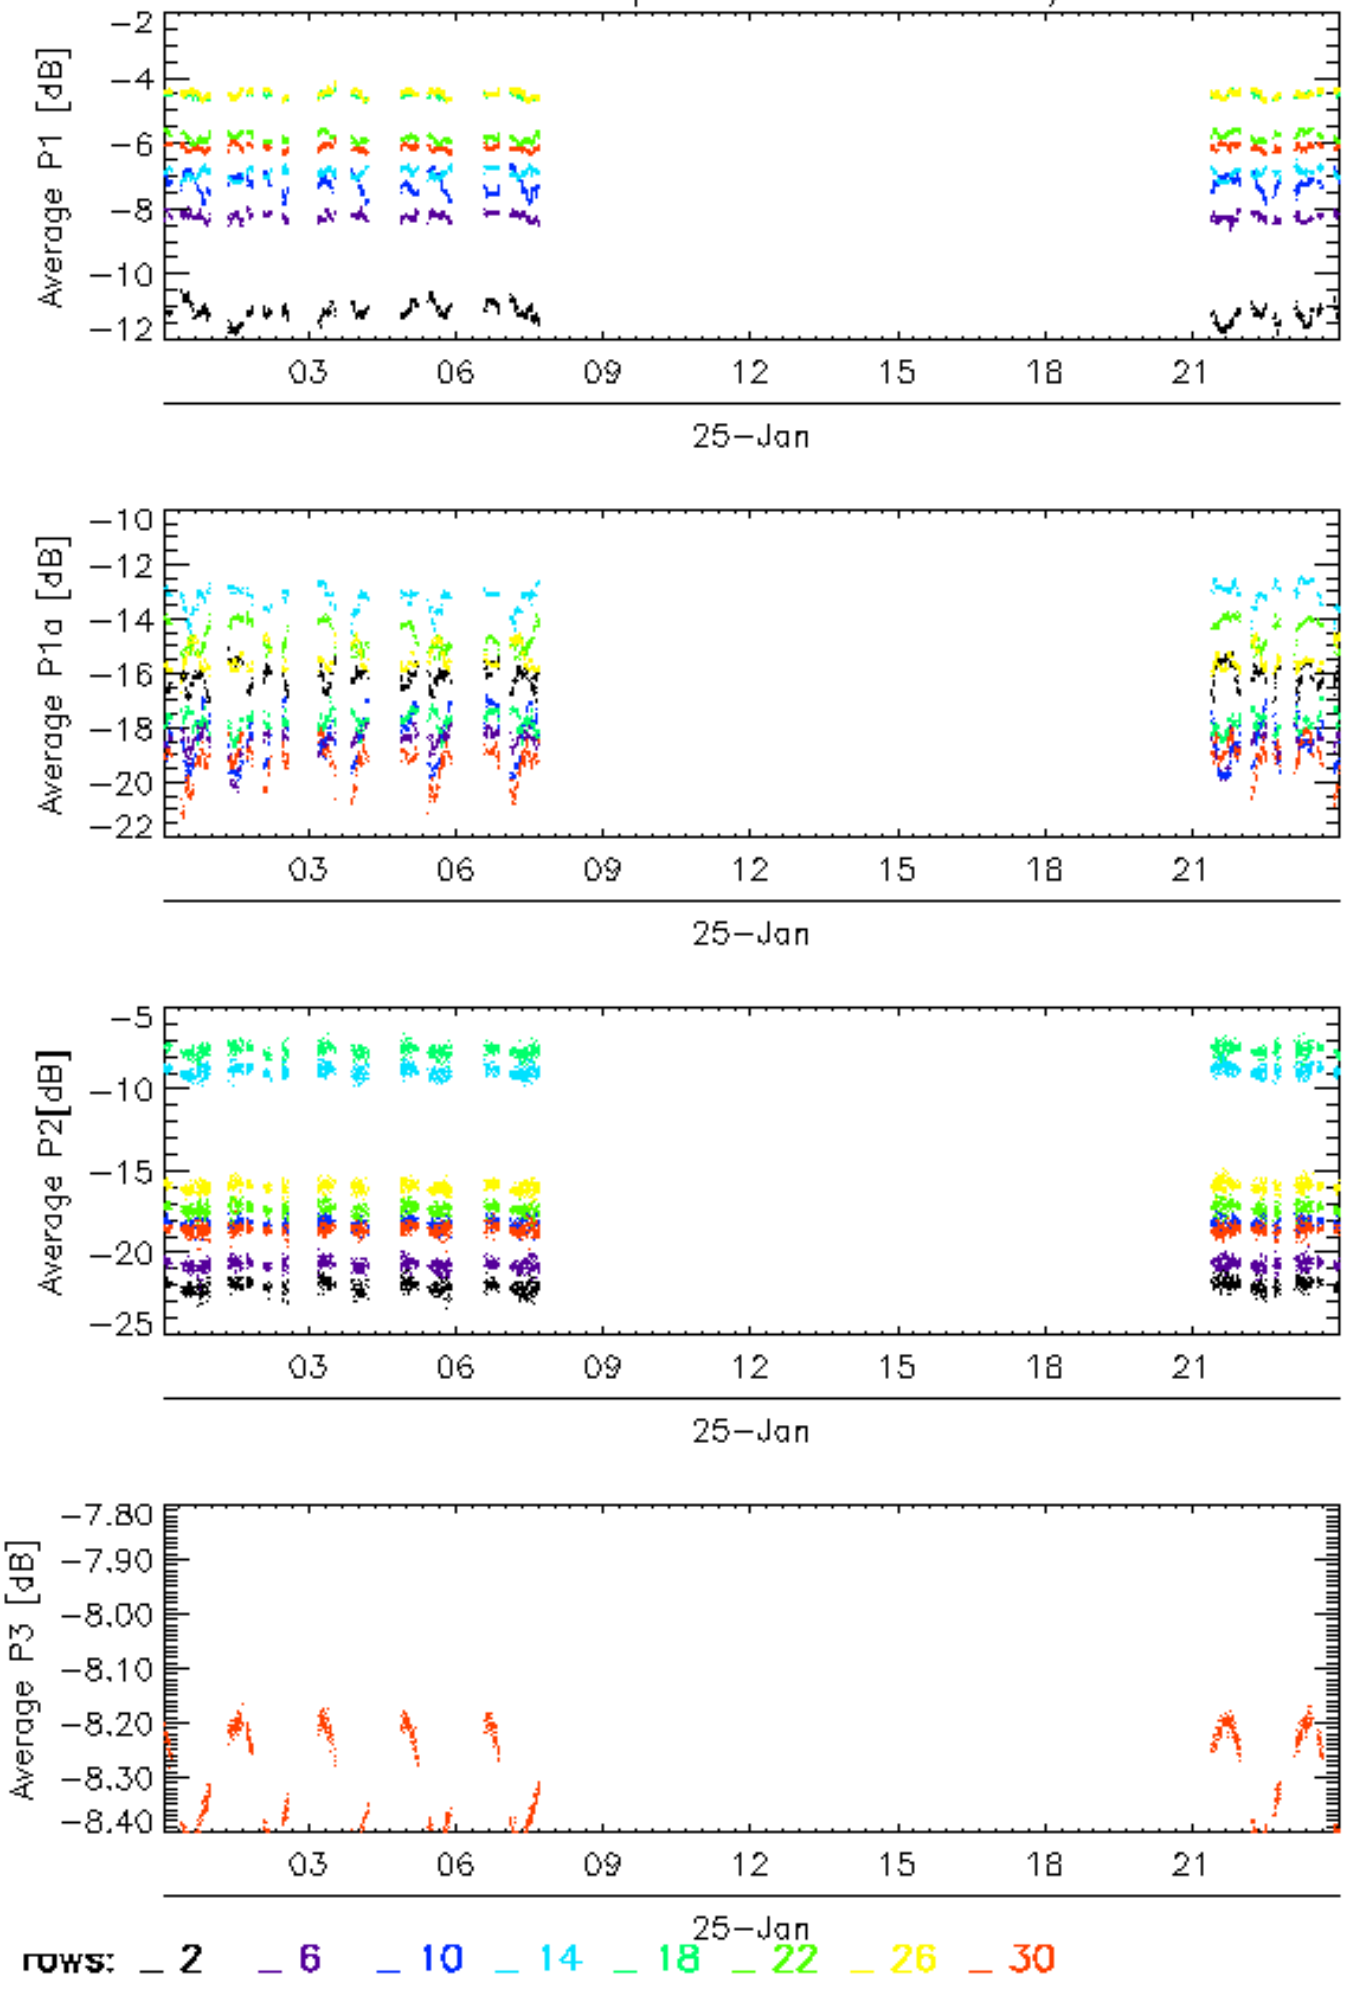 −2
−4
−6
−8
−10
−12
Average P1 [dB]
03 06 09 12 15 18 21
25−Jan
−10
−12
−14
−16
−18
−20
−22
Average P1a [dB]
03 06 09 12 15 18 21
25−Jan
−5
−10
−15
−20
−25
Average P2[dB]
03 06 09 12 15 18 21
25−Jan
−7.80
−7.90
−8.00
−8.10
−8.20
−8.30
−8.40
Average P3 [dB]
03 06 09 12 15 18 21
25−Jan
rows: _ 2 _ 6 _ 10 _ 14 _ 18 _ 22 _ 26 _ 30